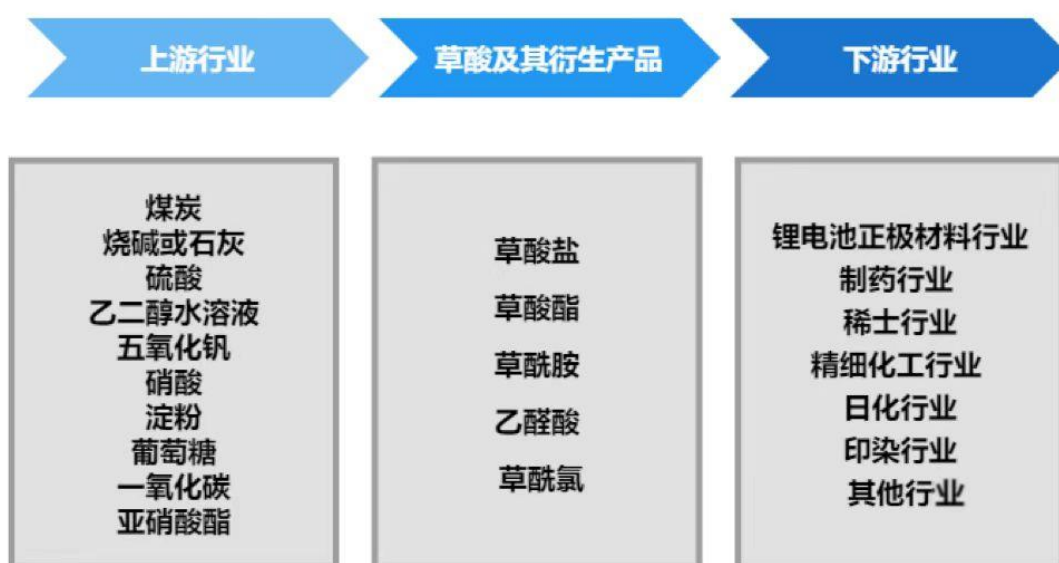 上游行业
草酸及其衍生产品
下游行业
煤炭
烧碱或石灰
硫酸
乙二醇水溶液
五氧化钒
硝酸
淀粉
葡萄糖
一氧化碳
亚硝酸酯
草酸盐
草酸酯
草酰胺
乙醛酸
草酰氯
锂电池正极材料行业
制药行业
稀士行业
精细化工行业
日化行业
印染行业
其他行业